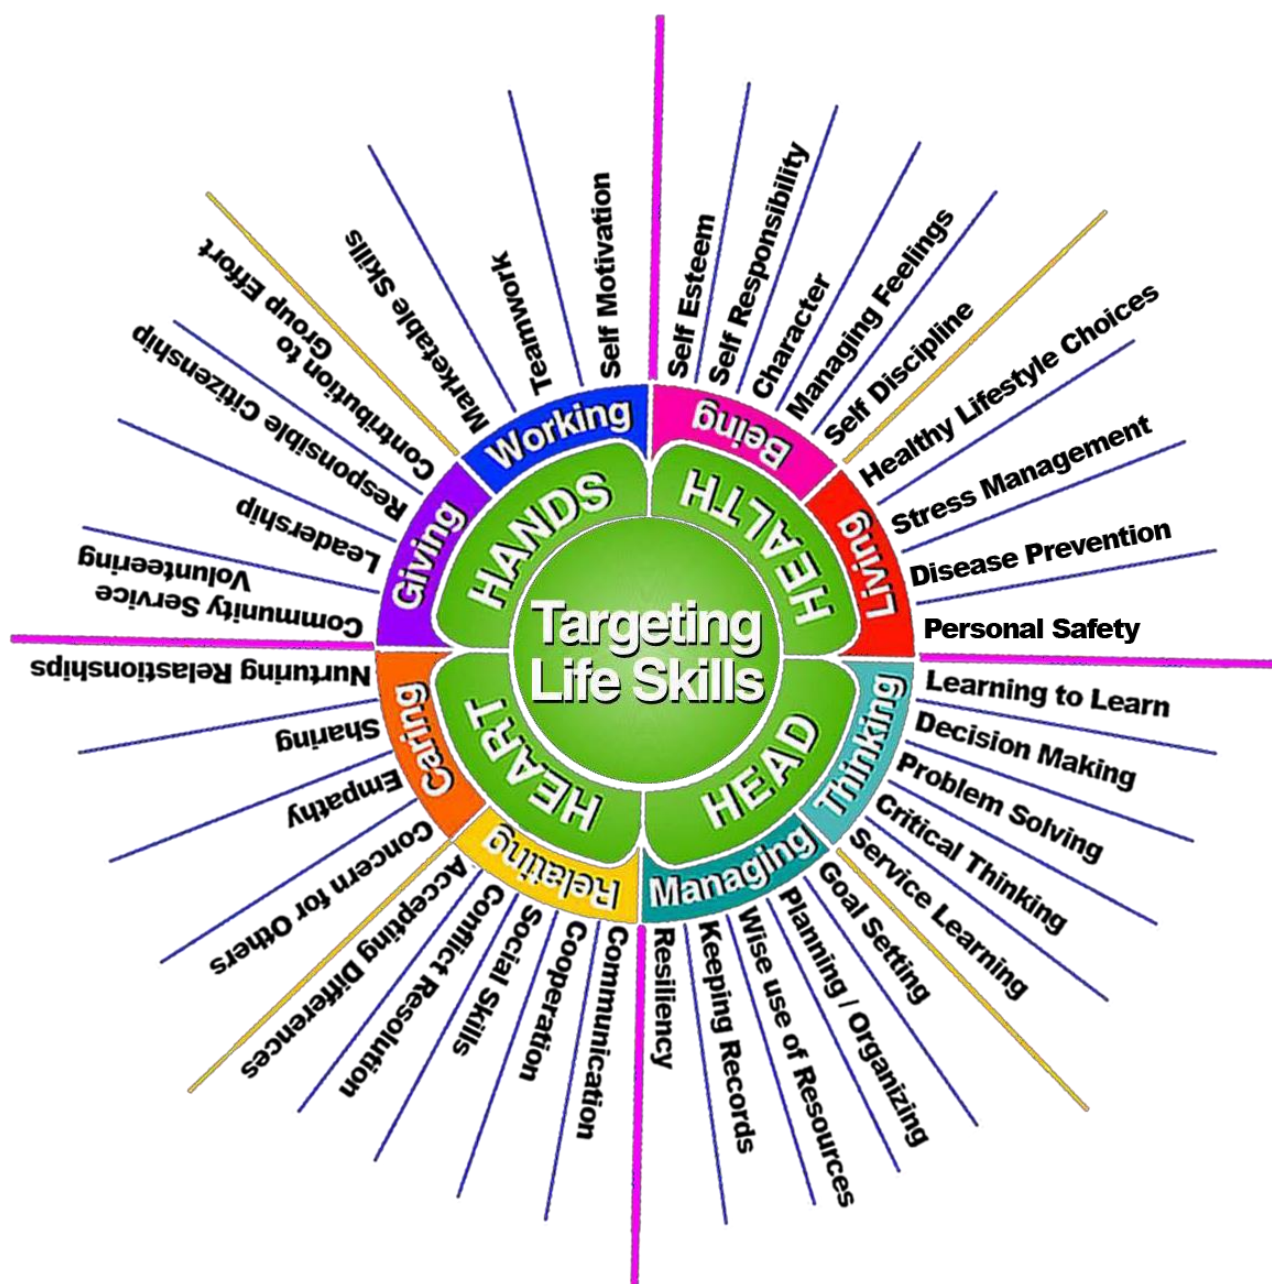 Targeting
Life Skills
HEALTH
Being
Self Esteem
Self Responsibility
Character
Managing Feelings
Self Discipline
Living
Healthy Lifestyle Choices
Stress Management
Disease Prevention
Personal Safety
HEAD
Thinking
Learning to Learn
Decision Making
Problem Solving
Critical Thinking
Service Learning
Managing
Goal Setting
Planning / Organizing
Wise use of Resources
Keeping Records
Resiliency
HEART
Relating
Communication
Cooperation
Social Skills
Conflict Resolution
Accepting Differences
Caring
Concern for Others
Empathy
Sharing
Nurturing Relastionships
HANDS
Giving
Community Service
Volunteering
Leadership
Responsible Citizenship
Contribution to
Group Effort
Working
Marketable Skills
Teamwork
Self Motivation